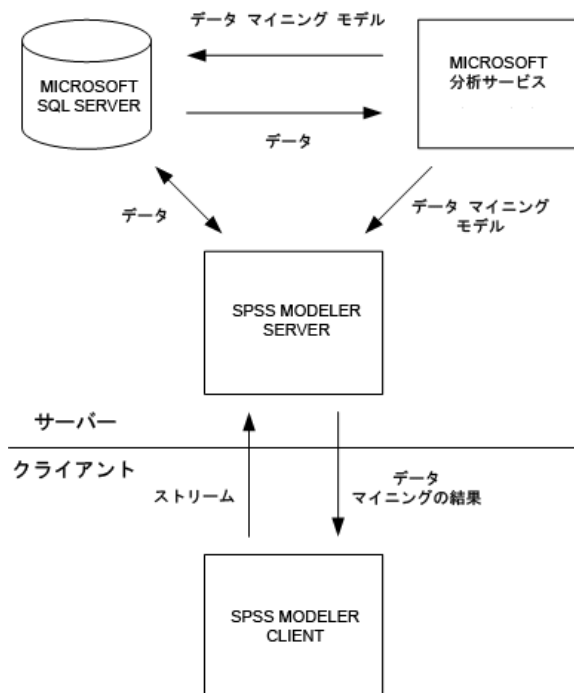 データ マイニング モデル
MICROSOFT
SQL SERVER
MICROSOFT
分析サービス
データ
データ
データ マイニング
モデル
SPSS MODELER
SERVER
サーバー
クライアント
ストリーム
データ
マイニングの結果
SPSS MODELER
CLIENT